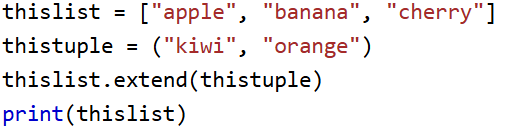 thislist = ["apple", "banana", "cherry"]
thistuple = ("kiwi", "orange")
thislist.extend(thistuple)
print(thislist)